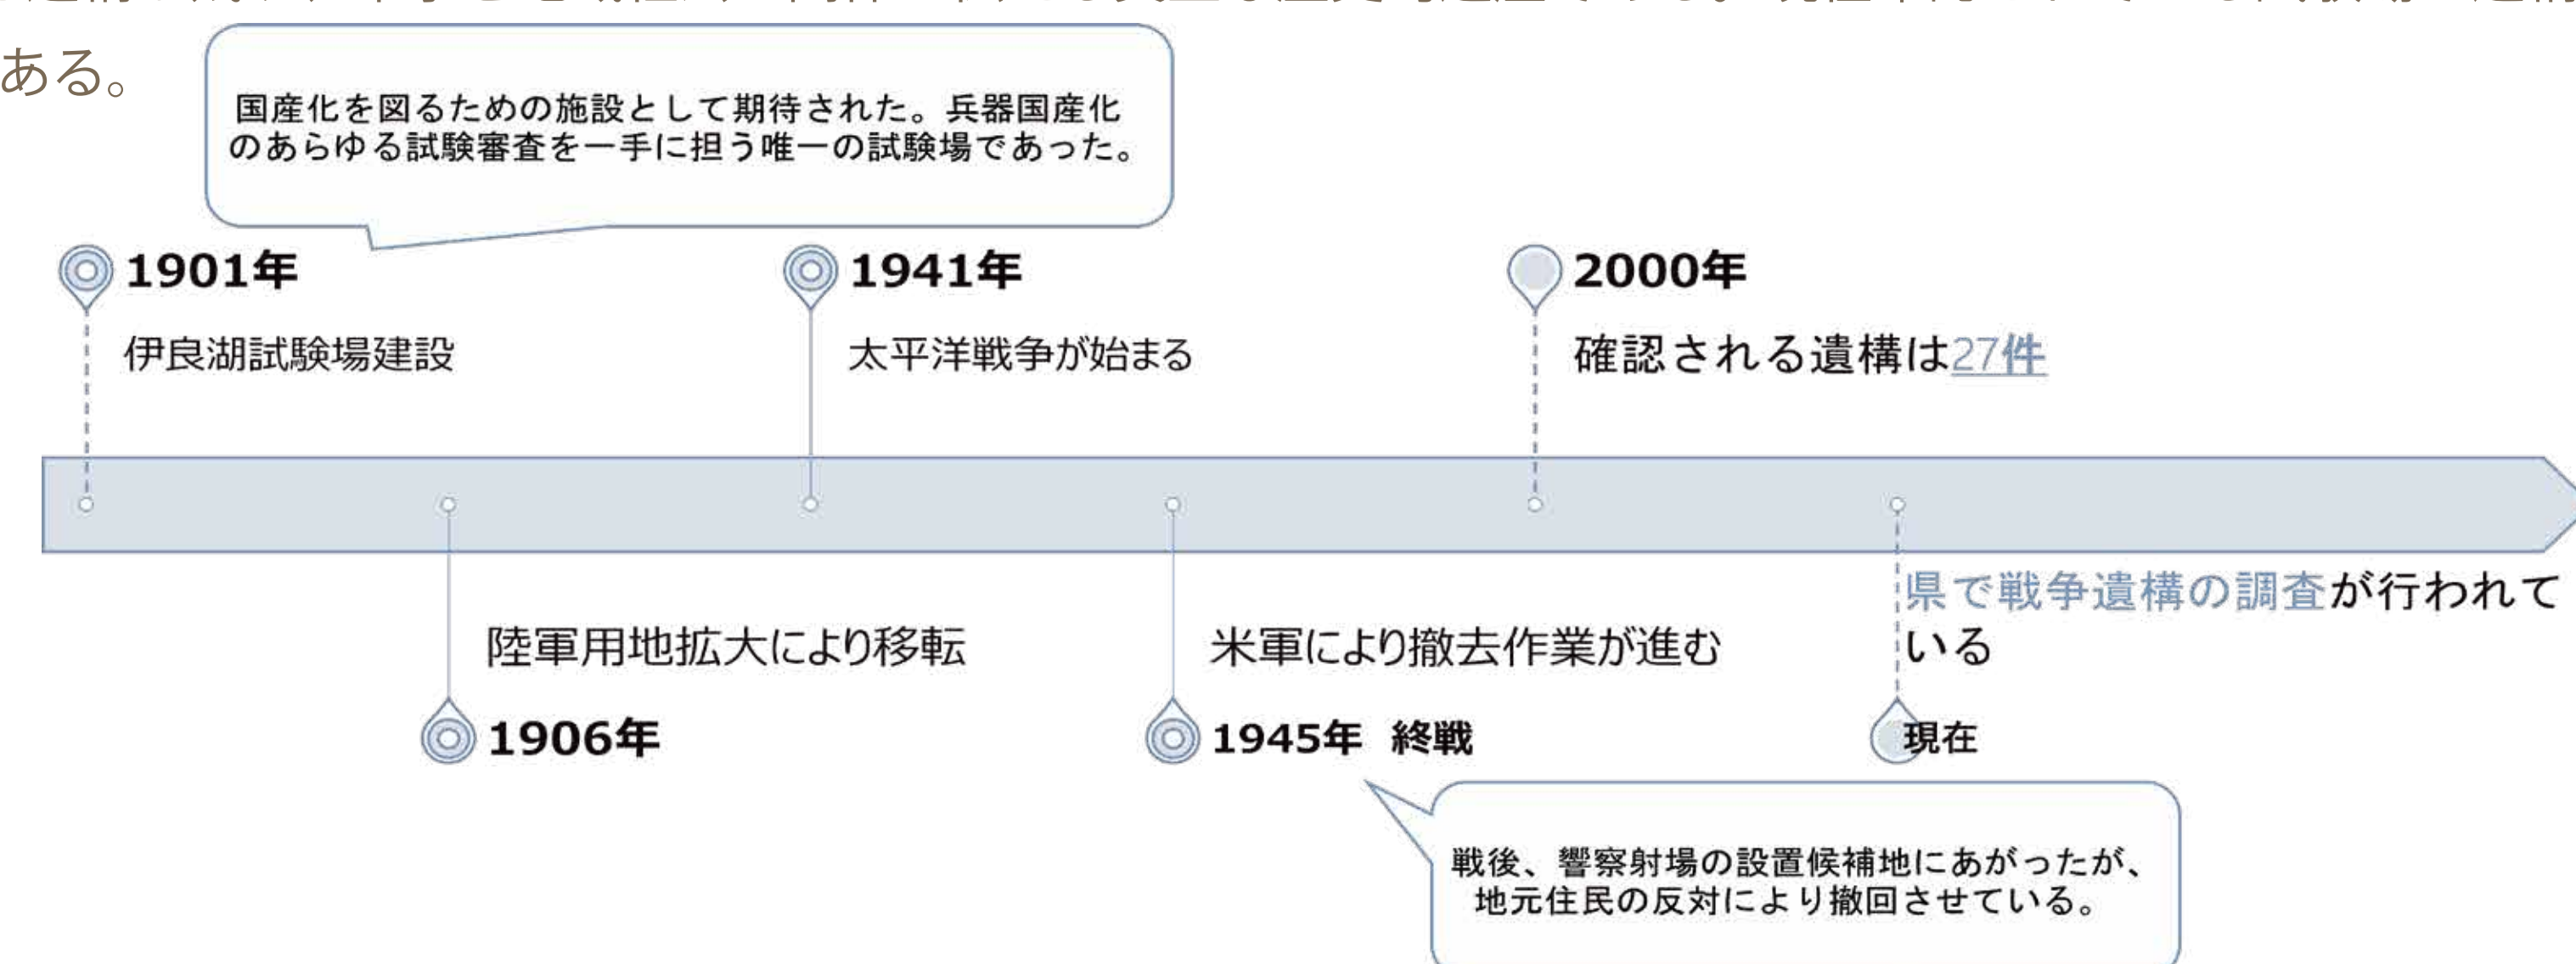 ある。
国産化を図るための施設として期待された。兵器国産化
のあらゆる試験審査を一手に担う唯一の試験場であった。
1901年
伊良湖試験場建設
1941年
太平洋戦争が始まる
2000年
確認される遺構は27件
陸軍用地拡大により移転
1906年
米軍により撤去作業が進む
1945年 終戦
県で戦争遺構の調査が行われて
いる
現在
戦後、響察射場の設置候補地にあがったが、
地元住民の反対により撤回させている。